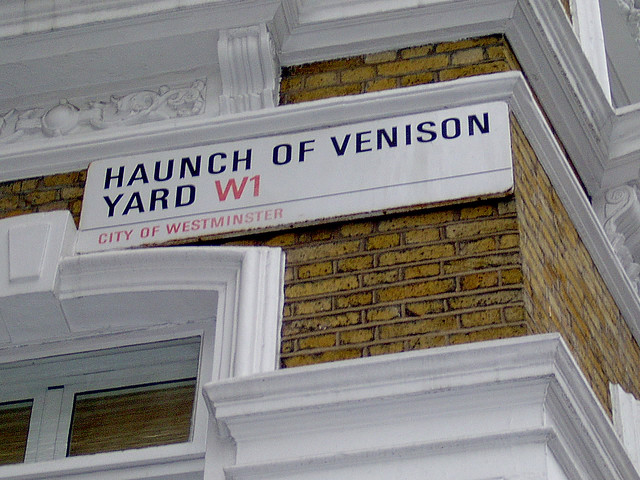 HAUNCH OF VENISON
YARD W1
CITY OF WESTMINSTER